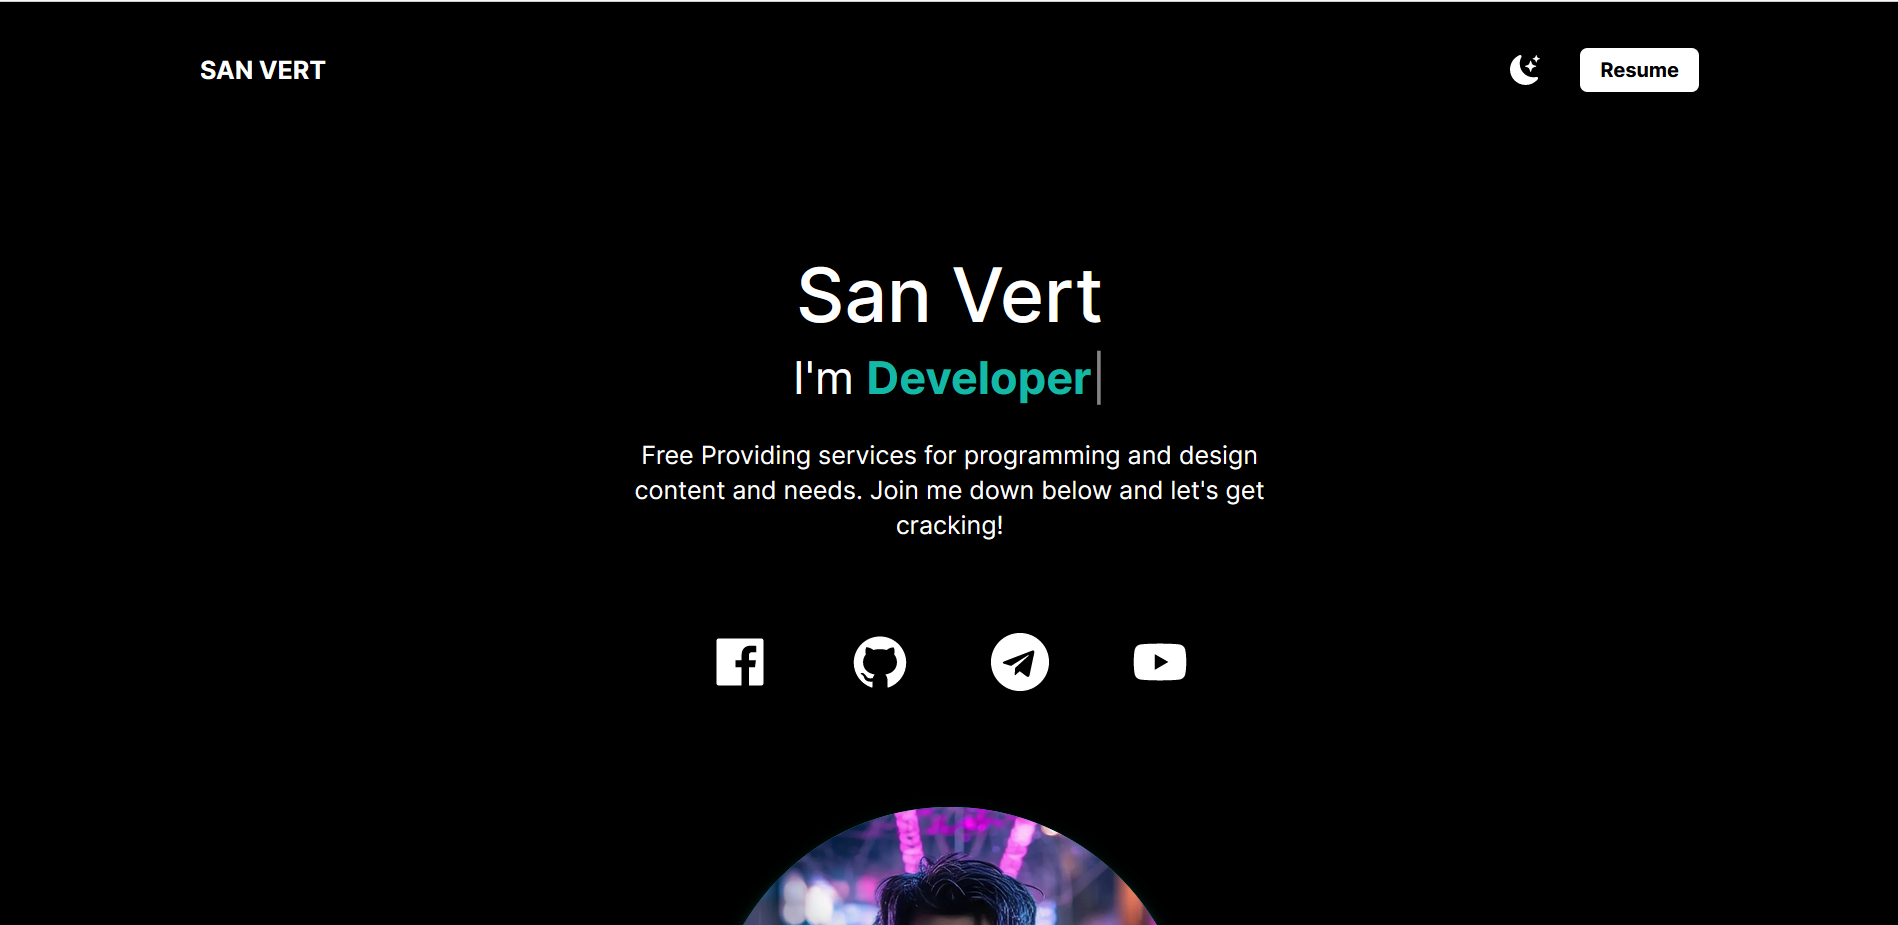 SAN VERT
Resume
San Vert
I'm Developer
Free Providing services for programming and design
content and needs. Join me down below and let's get
cracking!